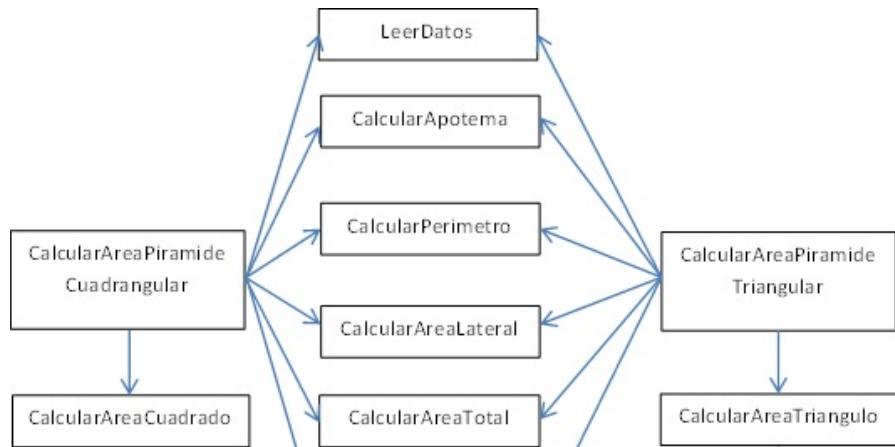 LeerDatos
CalcularApotema
CalcularPerimetro
CalcularAreaPiramide
Cuadrangular
CalcularAreaPiramide
Triangular
CalcularAreaLateral
CalcularAreaCuadrado
CalcularAreaTotal
CalcularAreaTriangulo